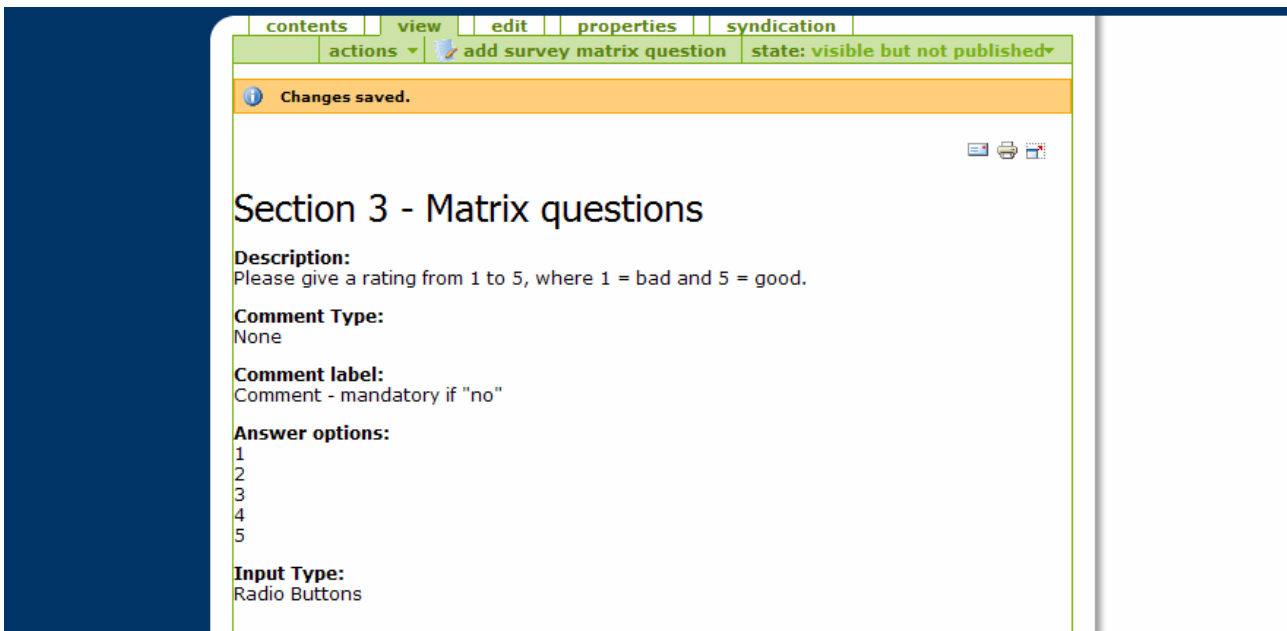 contents view edit properties syndication
actions add survey matrix question state: visible but not published
Changes saved.
Section 3 - Matrix questions
Description:
Please give a rating from 1 to 5, where 1 = bad and 5 = good.
Comment Type:
None
Comment label:
Comment - mandatory if "no"
Answer options:
1
2
3
4
5
Input Type:
Radio Buttons